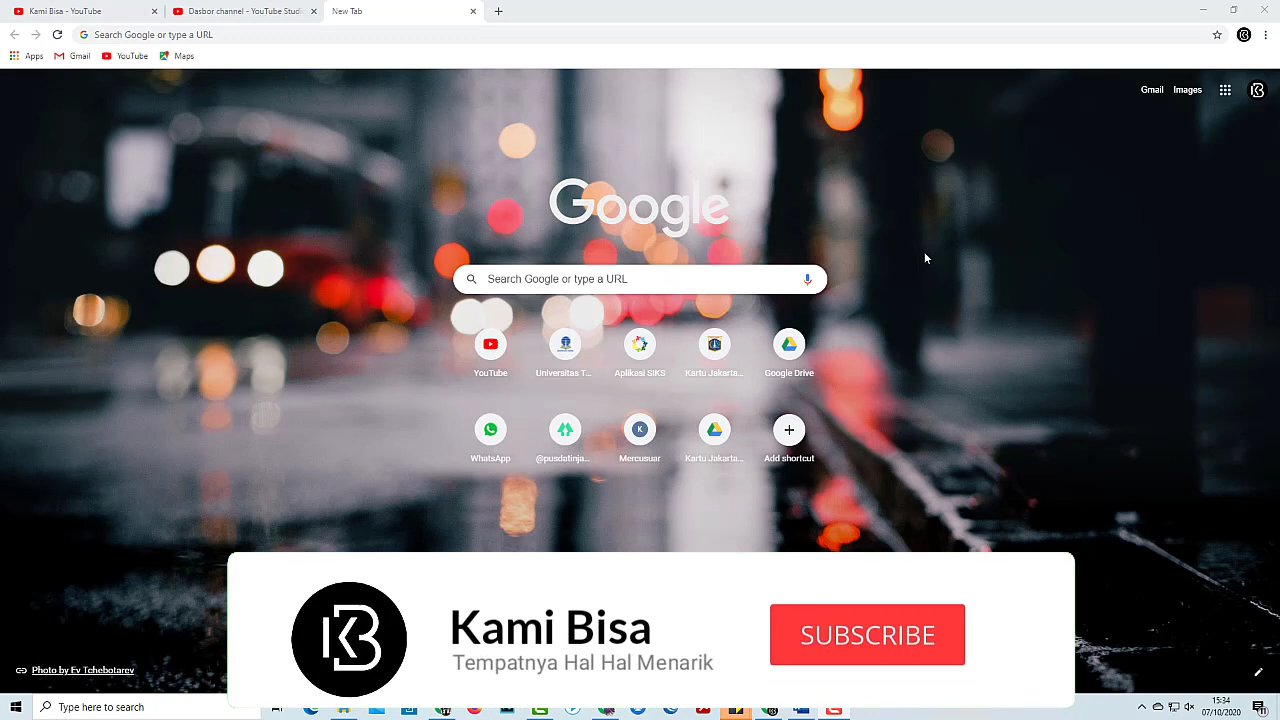 Kami Bisa - YouTube
Dasbor channel - YouTube Studi
New Tab
Search Google or type a URL
Apps
Gmail
YouTube
Maps
Gmail
Images
Google
Search Google or type a URL
YouTube
Universitas T...
Aplikasi SIKS
Kartu Jakarta...
Google Drive
WhatsApp
@pusdatinja...
Mercusuar
Kartu Jakarta...
Add shortcut
Kami Bisa
Tempatnya Hal Hal Menarik
SUBSCRIBE
Photo by Ev Tchebotarev
Type here to search
15:34
07/10/2020